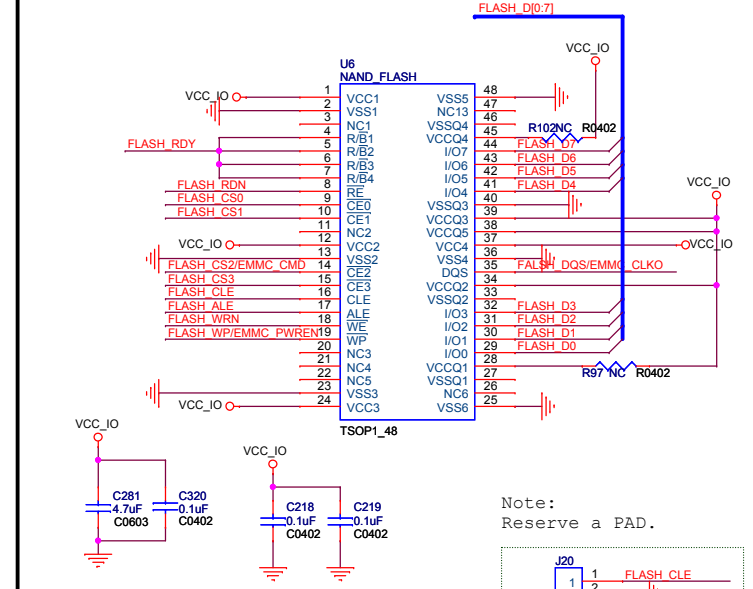 FLASH_D[0:7]
VCC_IO
U6
NAND_FLASH
VCC_IO
1 VCC1 VSS5 48
2 VSS1 NC13 47
3 NC1 VSSQ4 46
4 R/B1 VCCQ4 45 R102NC R0402
FLASH_RDY 5 R/B2 I/O7 44 FLASH_D7
6 R/B3 I/O6 43 FLASH_D6
7 R/B4 I/O5 42 FLASH_D5
FLASH_RDN 8 RE I/O4 41 FLASH_D4
FLASH_CS0 9 CE0 VSSQ3 40
FLASH_CS1 10 CE1 VCCQ3 39
VCC_IO
11 NC2 VCCQ5 38
VCC_IO 12 VCC2 VCC4 37 VCC_IO
13 VSS2 VSS4 36
FLASH_CS2/EMMC_CMD 14 CE2 DQS 35 FALSH_DQS/EMMC_CLKO
FLASH_CS3 15 CE3 VCCQ2 34
FLASH_CLE 16 CLE VSSQ2 33
FLASH_ALE 17 ALE I/O3 32 FLASH_D3
FLASH_WRN 18 WE I/O2 31 FLASH_D2
FLASH_WP/EMMC_PWREN 19 WP I/O1 30 FLASH_D1
20 NC3 I/O0 29 FLASH_D0
21 NC4 VCCQ1 28 R97 NC R0402
22 NC5 VSSQ1 27
23 VSS3 NC6 26
VCC_IO 24 VCC3 VSS6 25
TSOP1_48
VCC_IO
C281
4.7uF
C0603
C320
0.1uF
C0402
VCC_IO
C218
0.1uF
C0402
C219
0.1uF
C0402
Note:
Reserve a PAD.
J20
1 1 FLASH_CLE
2